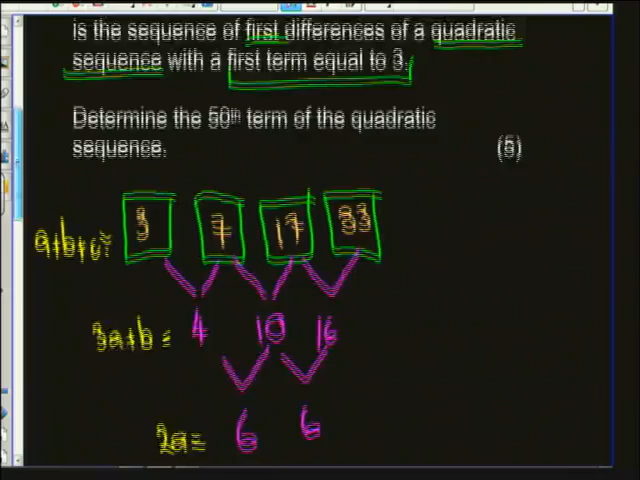 is the sequence of first differences of a quadratic
sequence with a first term equal to 3.
Determine the 50th term of the quadratic
sequence. (5)
a+b+c= 3 7 17 33
3a+b= 4 10 16
2a= 6 6